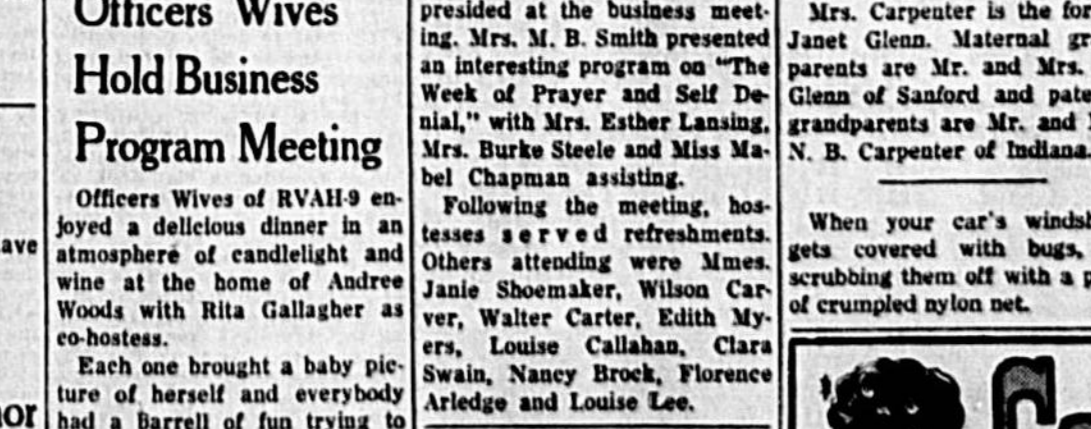 Officers Wives
Hold Business
Program Meeting
Officers Wives of RVAH-9 en-
joyed a delicious dinner in an
atmosphere of candlelight and
wine at the home of Andree
Woods with Rita Gallagher as
co-hostess.
Each one brought a baby pic-
ture of herself and everybody
had a Barrell of fun trying to
presided at the business meet-
ing. Mrs. M. B. Smith presented
an interesting program on "The
Week of Prayer and Self De-
nial," with Mrs. Esther Lansing,
Mrs. Burke Steele and Miss Ma-
bel Chapman assisting.
Following the meeting, hos-
tesses served refreshments.
Others attending were Mmes.
Janie Shoemaker, Wilson Car-
ver, Walter Carter, Edith My-
ers, Louise Callahan, Clara
Swain, Nancy Brock, Florence
Arledge and Louise Lee.
Mrs. Carpenter is the
Janet Glenn. Maternal
parents are Mr. and Mrs.
Glenn of Sanford and
grandparents are Mr. and
N. B. Carpenter of Indiana
When your car's
gets covered with bugs,
scrubbing them off with a
of crumpled nylon net.